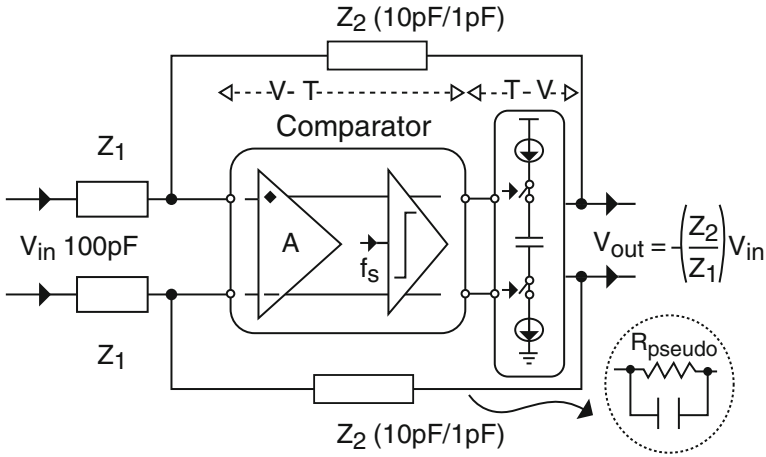 Z2 (10pF/1pF)
V- T
T - V
Comparator
Z1
A
fs
Vin 100pF
Vout = -(Z2/Z1)Vin
Z1
Rpseudo
Z2 (10pF/1pF)